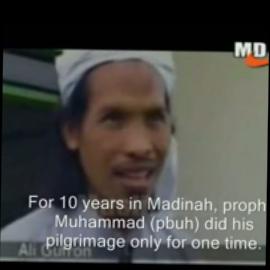 MD
For 10 years in Madinah, proph
Muhammad (pbuh) did his
pilgrimage only for one time.
Ali Gufron